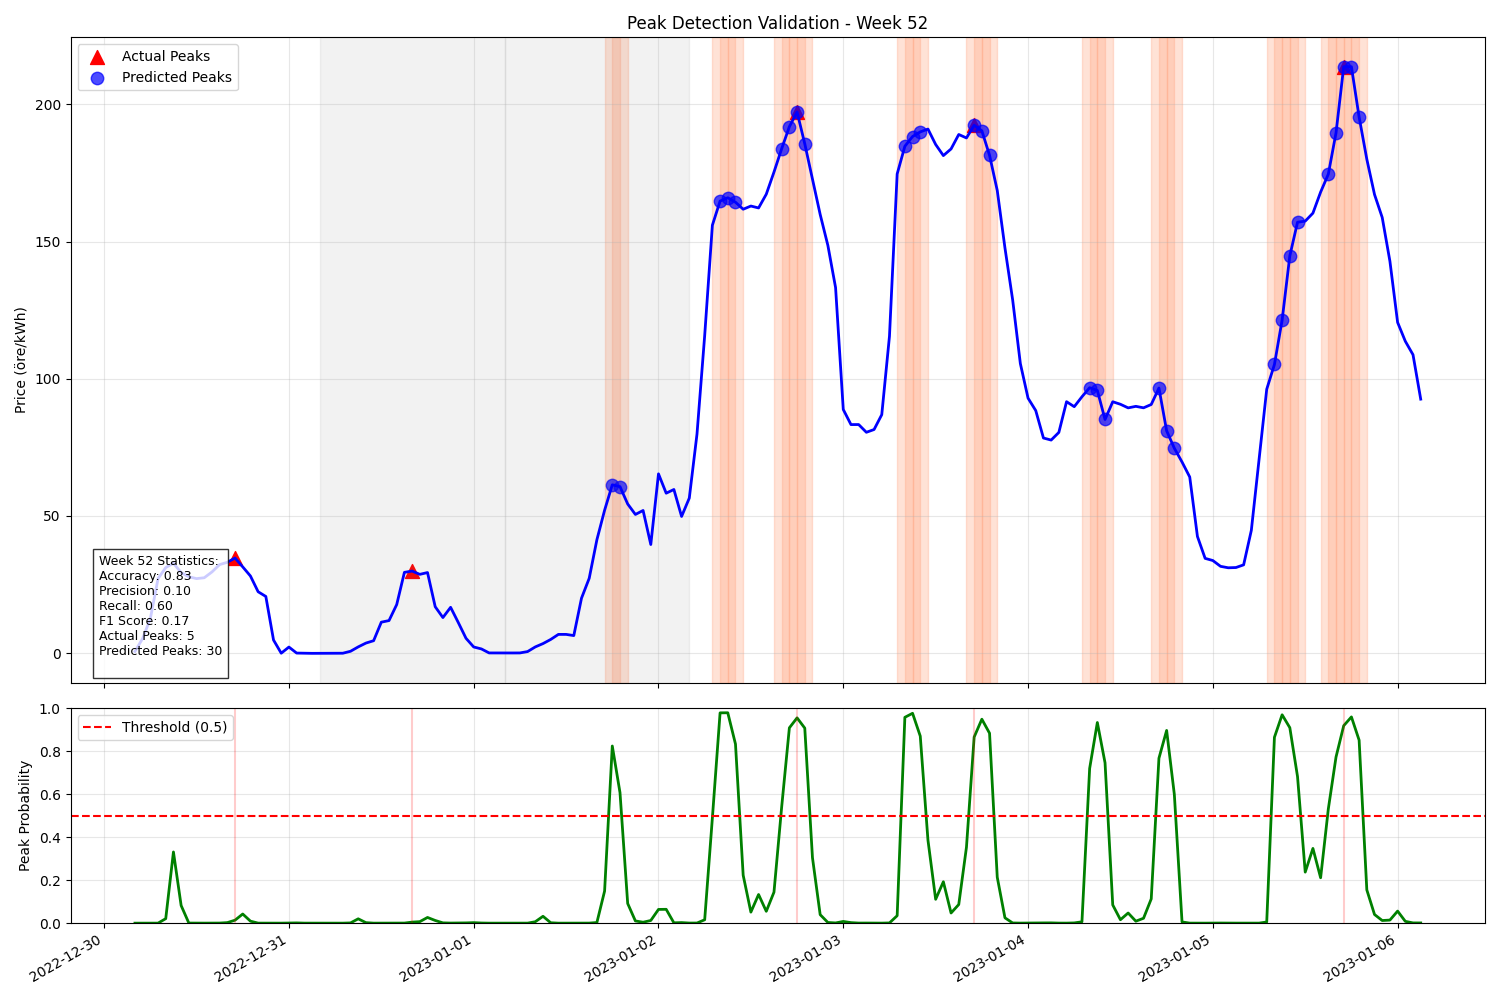 Peak Detection Validation - Week 52
Actual Peaks
Predicted Peaks
Price (öre/kWh)
200
150
100
50
0
Week 52 Statistics:
Accuracy: 0.83
Precision: 0.10
Recall: 0.60
F1 Score: 0.17
Actual Peaks: 5
Predicted Peaks: 30
Threshold (0.5)
Peak Probability
1.0
0.8
0.6
0.4
0.2
0.0
2022-12-30
2022-12-31
2023-01-01
2023-01-02
2023-01-03
2023-01-04
2023-01-05
2023-01-06